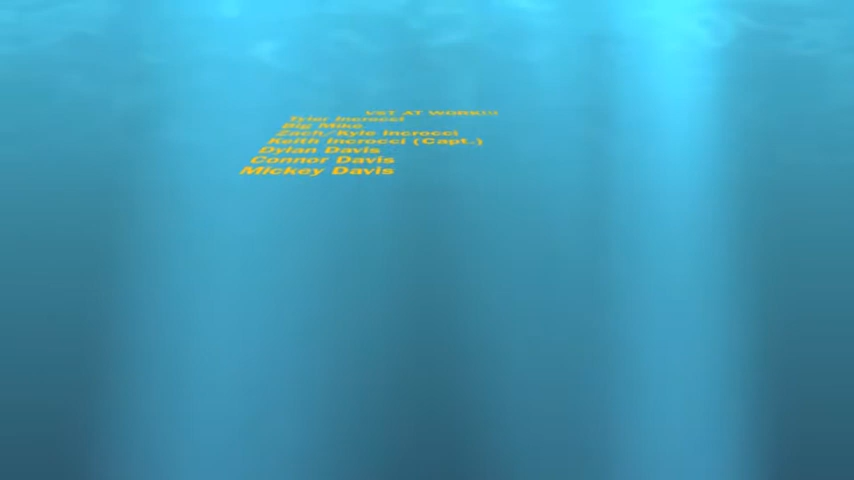 VST AT WORK!!!
Tyler Incrocci
Big Mike
Zach/Kyle Incrocci
Keith Incrocci (Capt.)
Dylan Davis
Connor Davis
Mickey Davis